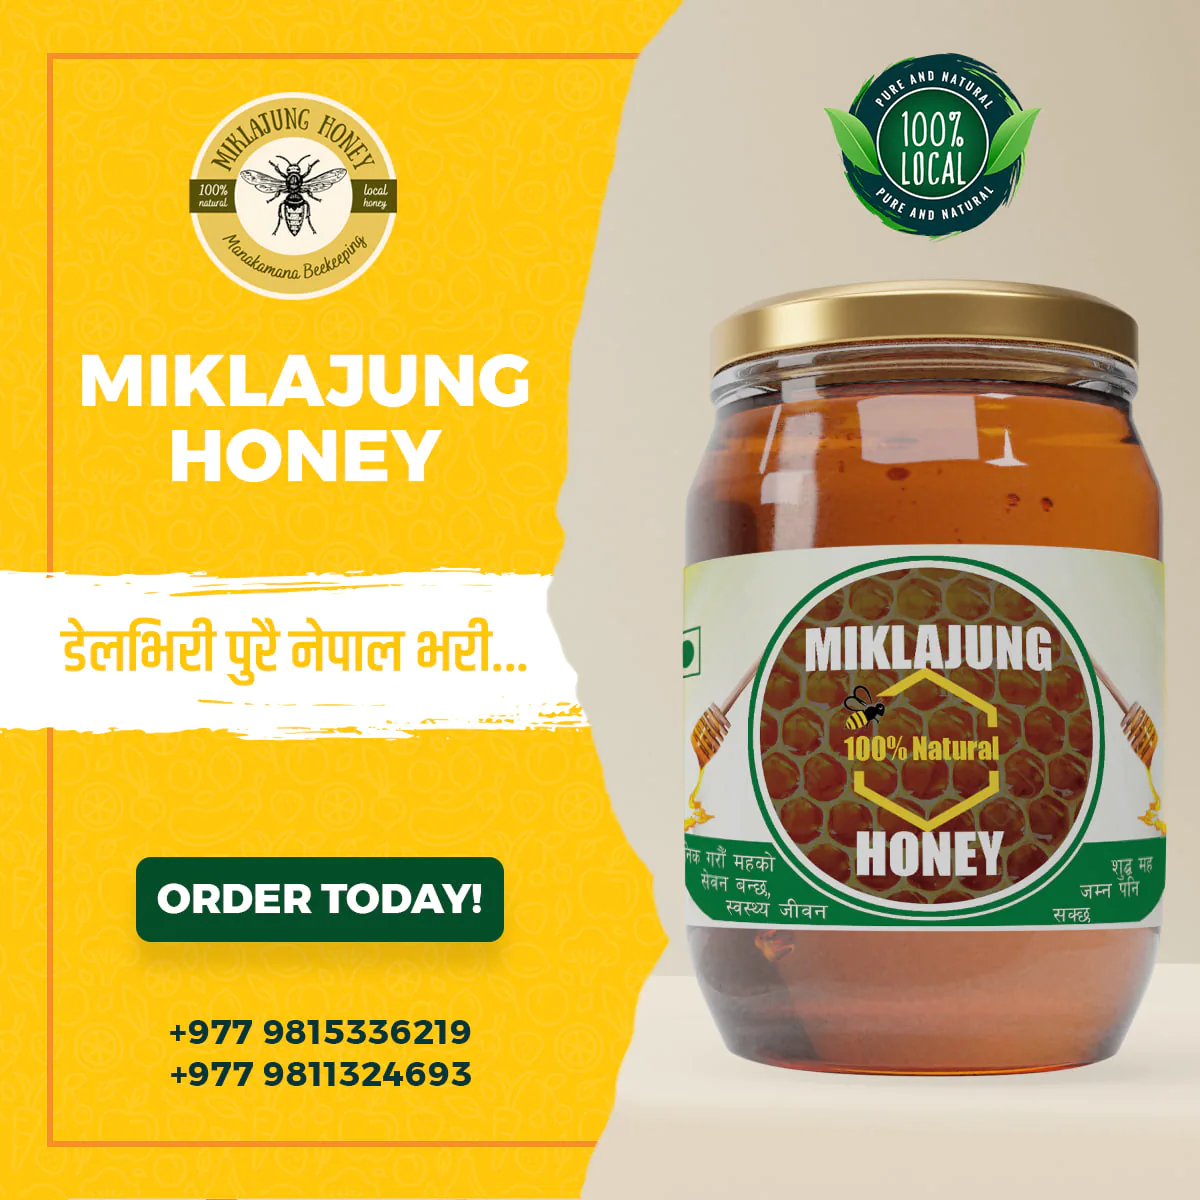 MIKLAJUNG HONEY
100% natural
local honey
Manakamana Beekeeping
PURE AND NATURAL
100%
LOCAL
PURE AND NATURAL
MIKLAJUNG
HONEY
डेलभिरी पुरै नेपाल भरी...
ORDER TODAY!
+977 9815336219
+977 9811324693
MIKLAJUNG
100% Natural
HONEY
गरौं महको
सेवन बन्छ,
स्वस्थ्य जीवन
शुद्ध मह
जम्न पनि
सक्छ